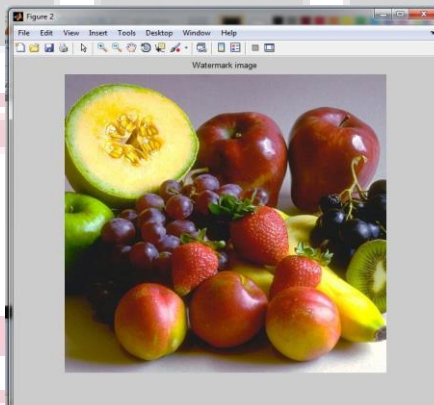 Figure 2
File Edit View Insert Tools Desktop Window Help
Watermark image